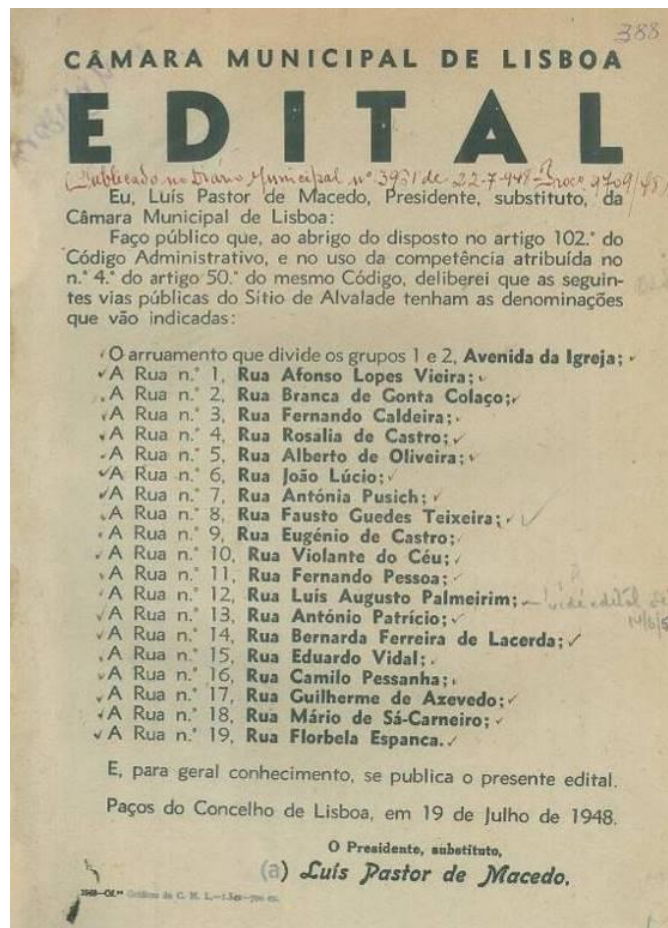 388
CÂMARA MUNICIPAL DE LISBOA
EDITAL
Publicado no Diário Municipal nº 3931 de 22-7-948 Proc. 9709/48
Eu, Luís Pastor de Macedo, Presidente, substituto, da
Câmara Municipal de Lisboa:
Faço público que, ao abrigo do disposto no artigo 102.º do
Código Administrativo, e no uso da competência atribuída no
n.º 4.º do artigo 50.º do mesmo Código, deliberei que as seguin-
tes vias públicas do Sítio de Alvalade tenham as denominações
que vão indicadas:
O arruamento que divide os grupos 1 e 2, Avenida da Igreja;
A Rua n.º 1, Rua Afonso Lopes Vieira;
A Rua n.º 2, Rua Branca de Gonta Colaço;
A Rua n.º 3, Rua Fernando Caldeira;
A Rua n.º 4, Rua Rosalia de Castro;
A Rua n.º 5, Rua Alberto de Oliveira;
A Rua n.º 6, Rua João Lúcio;
A Rua n.º 7, Rua Antónia Pusich;
A Rua n.º 8, Rua Fausto Guedes Teixeira;
A Rua n.º 9, Rua Eugénio de Castro;
A Rua n.º 10, Rua Violante do Céu;
A Rua n.º 11, Rua Fernando Pessoa;
A Rua n.º 12, Rua Luís Augusto Palmeirim; vidé edital de
A Rua n.º 13, Rua António Patrício;
A Rua n.º 14, Rua Bernarda Ferreira de Lacerda;
A Rua n.º 15, Rua Eduardo Vidal;
A Rua n.º 16, Rua Camilo Pessanha;
A Rua n.º 17, Rua Guilherme de Azevedo;
A Rua n.º 18, Rua Mário de Sá-Carneiro;
A Rua n.º 19, Rua Florbela Espanca.
E, para geral conhecimento, se publica o presente edital.
Paços do Concelho de Lisboa, em 19 de Julho de 1948.
O Presidente, substituto,
(a) Luís Pastor de Macedo.